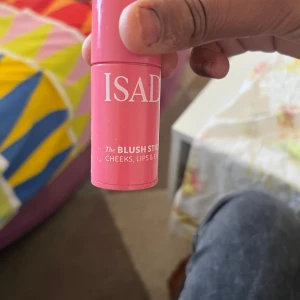 ISAD
The BLUSH STI
CHEEKS, LIPS &